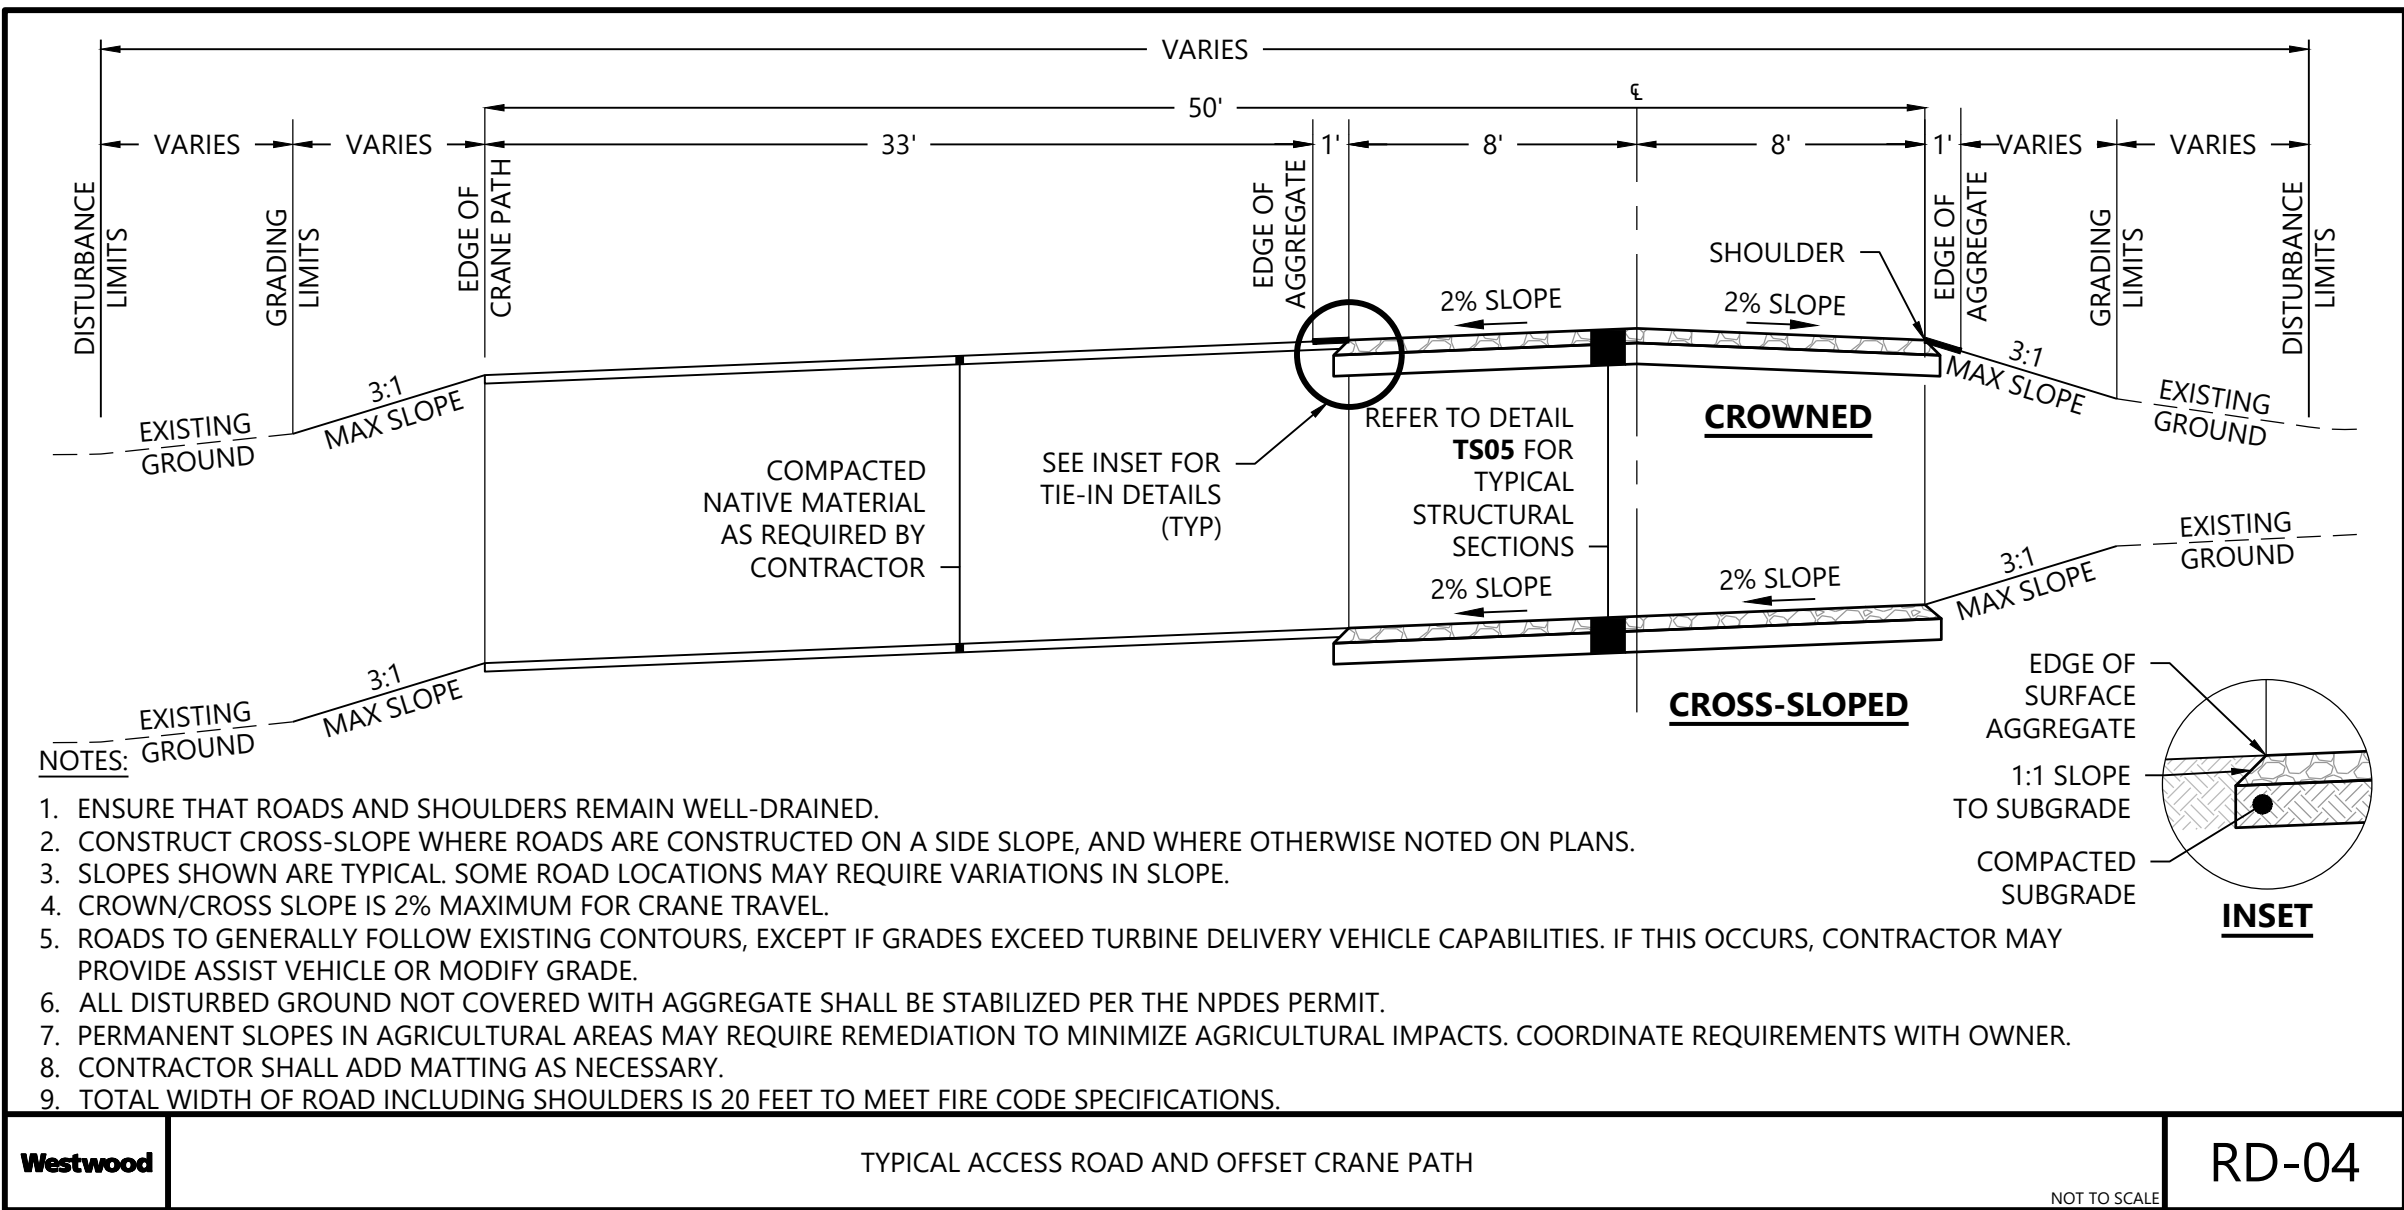 VARIES
50'
℄
VARIES
VARIES
33'
1'
8'
8'
1'
VARIES
VARIES
DISTURBANCE
LIMITS
GRADING
LIMITS
EDGE OF
CRANE PATH
EDGE OF
AGGREGATE
EDGE OF
AGGREGATE
GRADING
LIMITS
DISTURBANCE
LIMITS
SHOULDER
2% SLOPE
2% SLOPE
3:1
MAX SLOPE
EXISTING
GROUND
3:1
MAX SLOPE
EXISTING
GROUND
CROWNED
COMPACTED
NATIVE MATERIAL
AS REQUIRED BY
CONTRACTOR
SEE INSET FOR
TIE-IN DETAILS
(TYP)
REFER TO DETAIL
TS05 FOR
TYPICAL
STRUCTURAL
SECTIONS
2% SLOPE
2% SLOPE
3:1
MAX SLOPE
EXISTING
GROUND
3:1
MAX SLOPE
EXISTING
GROUND
CROSS-SLOPED
EDGE OF
SURFACE
AGGREGATE
1:1 SLOPE
TO SUBGRADE
COMPACTED
SUBGRADE
INSET
NOTES:
1. ENSURE THAT ROADS AND SHOULDERS REMAIN WELL-DRAINED.
2. CONSTRUCT CROSS-SLOPE WHERE ROADS ARE CONSTRUCTED ON A SIDE SLOPE, AND WHERE OTHERWISE NOTED ON PLANS.
3. SLOPES SHOWN ARE TYPICAL. SOME ROAD LOCATIONS MAY REQUIRE VARIATIONS IN SLOPE.
4. CROWN/CROSS SLOPE IS 2% MAXIMUM FOR CRANE TRAVEL.
5. ROADS TO GENERALLY FOLLOW EXISTING CONTOURS, EXCEPT IF GRADES EXCEED TURBINE DELIVERY VEHICLE CAPABILITIES. IF THIS OCCURS, CONTRACTOR MAY
PROVIDE ASSIST VEHICLE OR MODIFY GRADE.
6. ALL DISTURBED GROUND NOT COVERED WITH AGGREGATE SHALL BE STABILIZED PER THE NPDES PERMIT.
7. PERMANENT SLOPES IN AGRICULTURAL AREAS MAY REQUIRE REMEDIATION TO MINIMIZE AGRICULTURAL IMPACTS. COORDINATE REQUIREMENTS WITH OWNER.
8. CONTRACTOR SHALL ADD MATTING AS NECESSARY.
9. TOTAL WIDTH OF ROAD INCLUDING SHOULDERS IS 20 FEET TO MEET FIRE CODE SPECIFICATIONS.
Westwood
TYPICAL ACCESS ROAD AND OFFSET CRANE PATH
NOT TO SCALE
RD-04